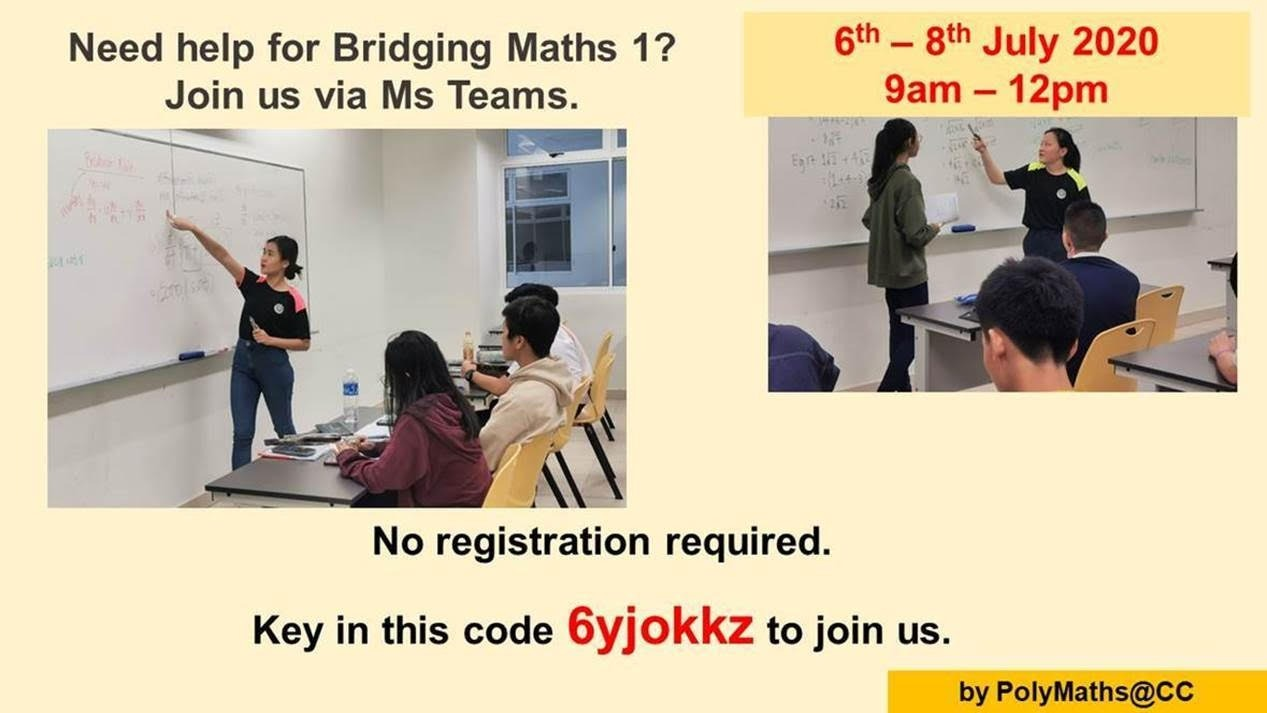 Need help for Bridging Maths 1?
Join us via Ms Teams.
6th – 8th July 2020
9am – 12pm
No registration required.
Key in this code 6yjokkz to join us.
by PolyMaths@CC